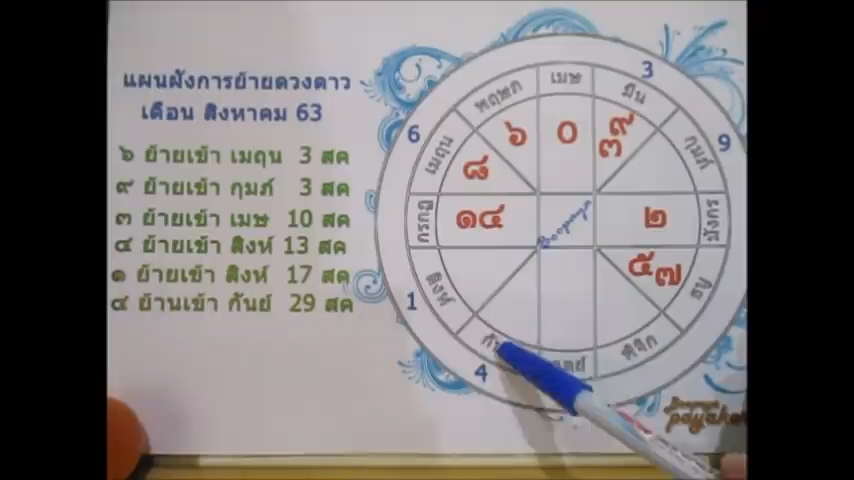 แผนผังการย้ายดวงดาว
เดือน สิงหาคม 63
๖ ย้ายเข้า เมถุน 3 สค
๙ ย้ายเข้า กุมภ์ 3 สค
๓ ย้ายเข้า เมษ 10 สค
๔ ย้ายเข้า สิงห์ 13 สค
๑ ย้ายเข้า สิงห์ 17 สค
๔ ย้านเข้า กันย์ 29 สค
3
พฤษภ เมษ มีน
6 เมถุน ๖ ๐ ๓๙ กุมภ์ 9
๘
กรกฎ ๑๔ ๒ มังกร
๕๗
1 สิงห์ ธนู
พิจิก
4
payakorn